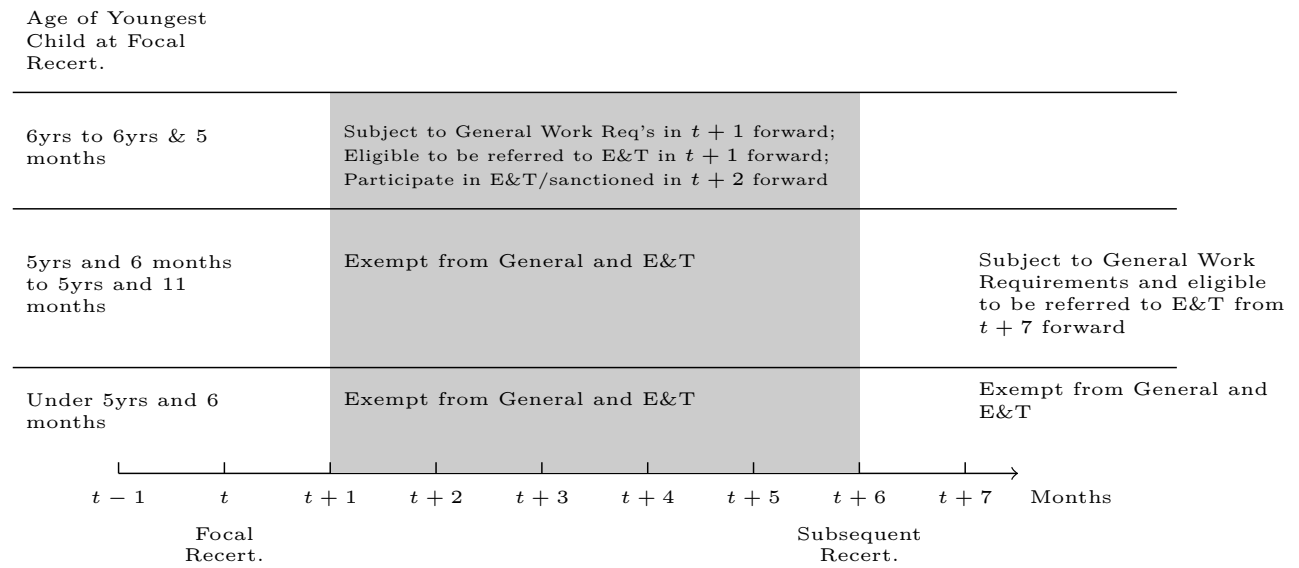 Age of Youngest
Child at Focal
Recert.
6yrs to 6yrs & 5
months
Subject to General Work Req's in t + 1 forward;
Eligible to be referred to E&T in t + 1 forward;
Participate in E&T/sanctioned in t + 2 forward
5yrs and 6 months
to 5yrs and 11
months
Exempt from General and E&T
Subject to General Work
Requirements and eligible
to be referred to E&T from
t + 7 forward
Under 5yrs and 6
months
Exempt from General and E&T
Exempt from General and
E&T
t − 1 t t + 1 t + 2 t + 3 t + 4 t + 5 t + 6 t + 7 Months
Focal
Recert.
Subsequent
Recert.